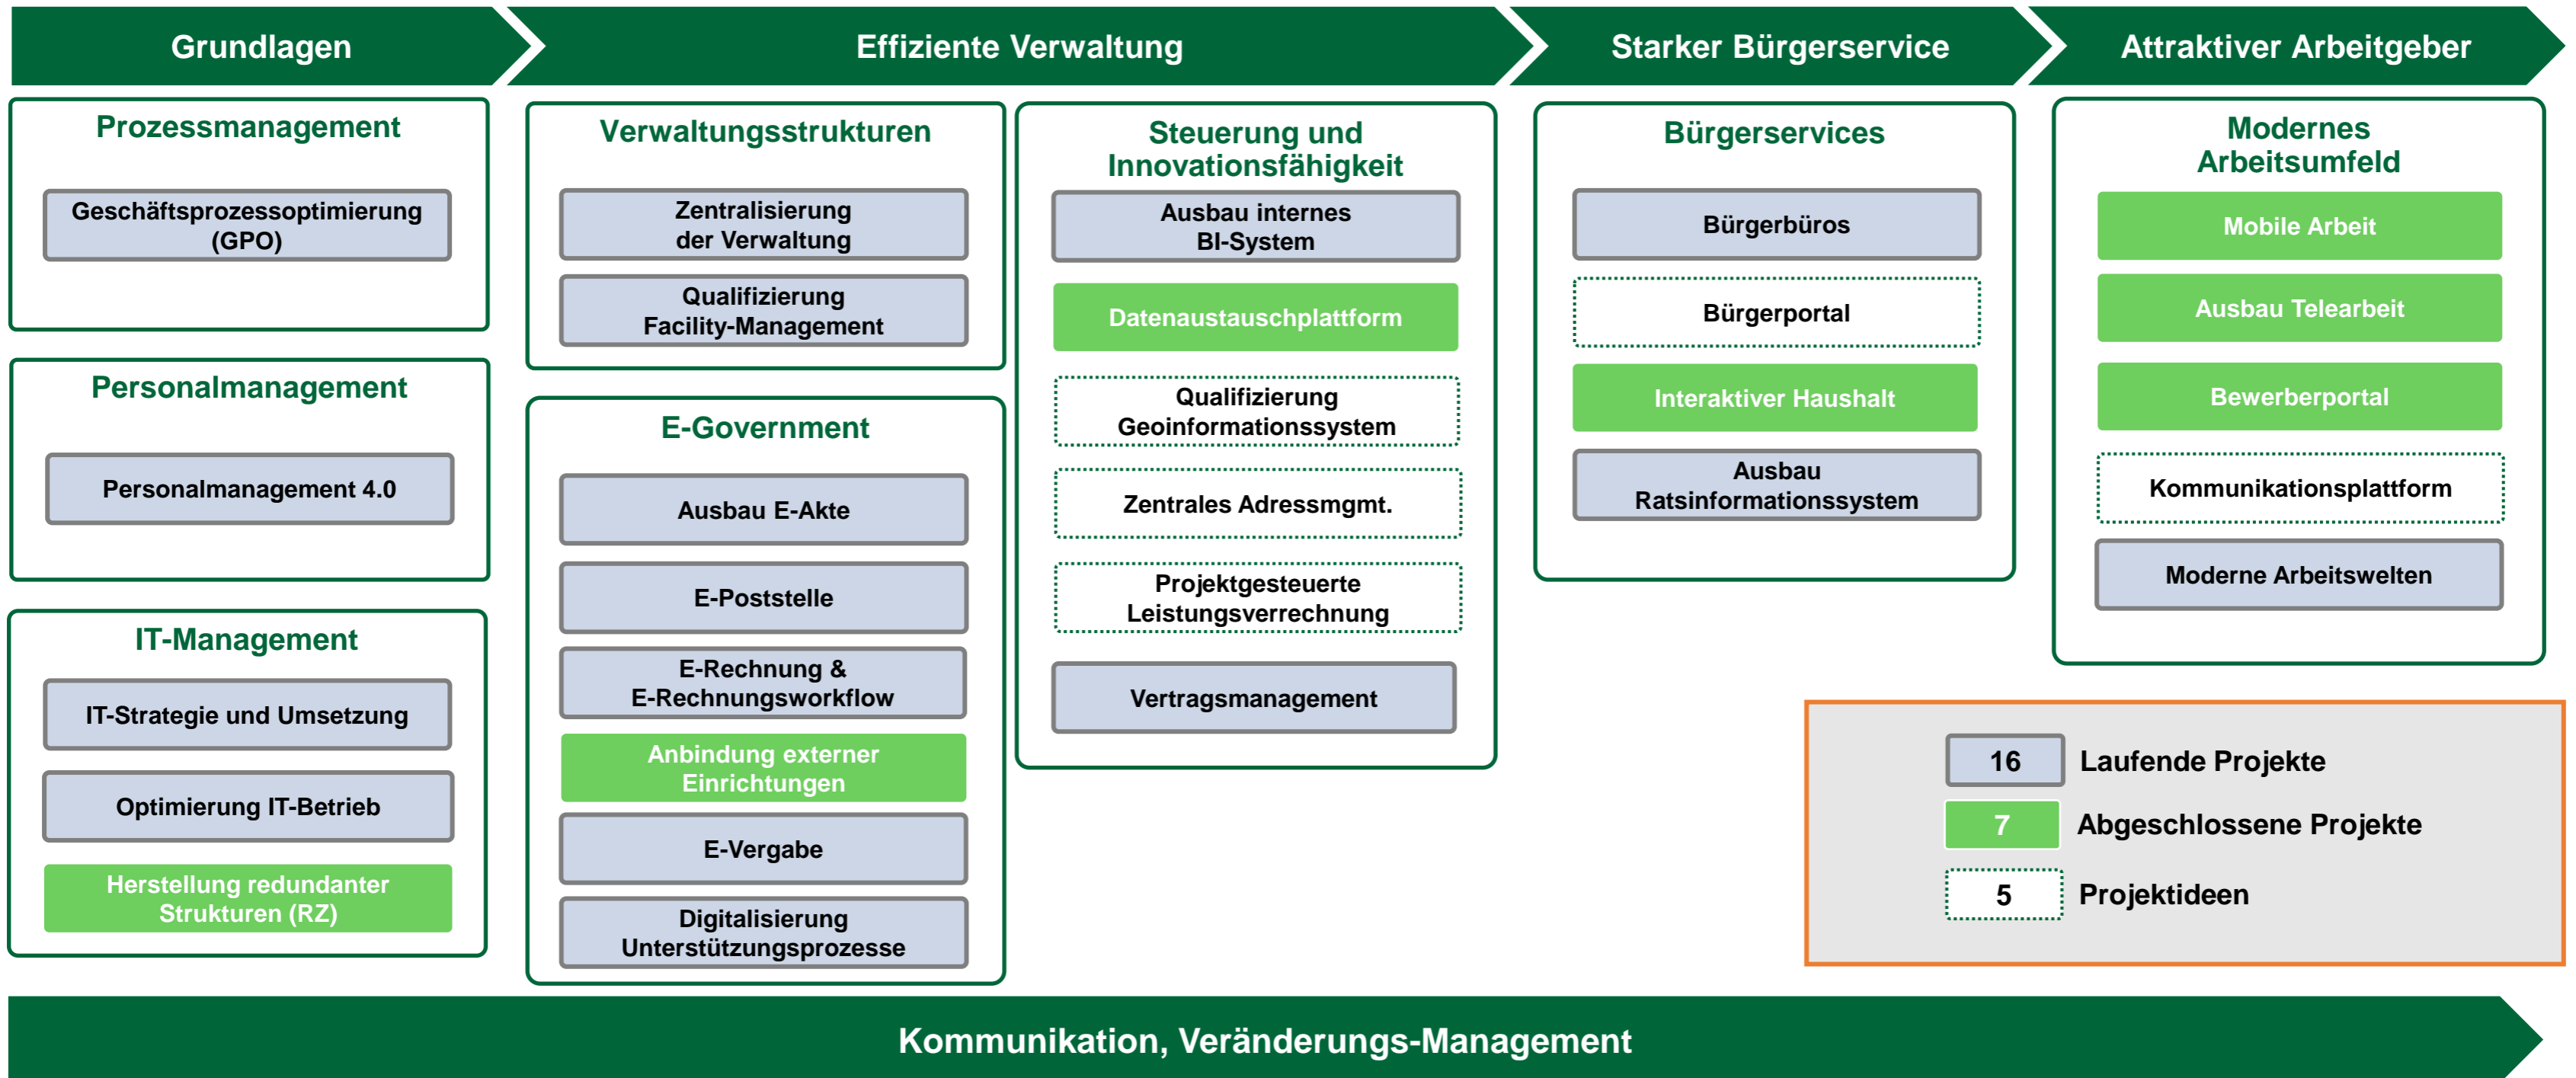 Grundlagen
Effiziente Verwaltung
Starker Bürgerservice
Attraktiver Arbeitgeber
Prozessmanagement
Geschäftsprozessoptimierung
(GPO)
Personalmanagement
Personalmanagement 4.0
IT-Management
IT-Strategie und Umsetzung
Optimierung IT-Betrieb
Herstellung redundanter
Strukturen (RZ)
Verwaltungsstrukturen
Zentralisierung
der Verwaltung
Qualifizierung
Facility-Management
E-Government
Ausbau E-Akte
E-Poststelle
E-Rechnung &
E-Rechnungsworkflow
Anbindung externer
Einrichtungen
E-Vergabe
Digitalisierung
Unterstützungsprozesse
Steuerung und
Innovationsfähigkeit
Ausbau internes
BI-System
Datenaustauschplattform
Qualifizierung
Geoinformationssystem
Zentrales Adressmgmt.
Projektgesteuerte
Leistungsverrechnung
Vertragsmanagement
Bürgerservices
Bürgerbüros
Bürgerportal
Interaktiver Haushalt
Ausbau
Ratsinformationssystem
Modernes
Arbeitsumfeld
Mobile Arbeit
Ausbau Telearbeit
Bewerberportal
Kommunikationsplattform
Moderne Arbeitswelten
16 Laufende Projekte
7 Abgeschlossene Projekte
5 Projektideen
Kommunikation, Veränderungs-Management